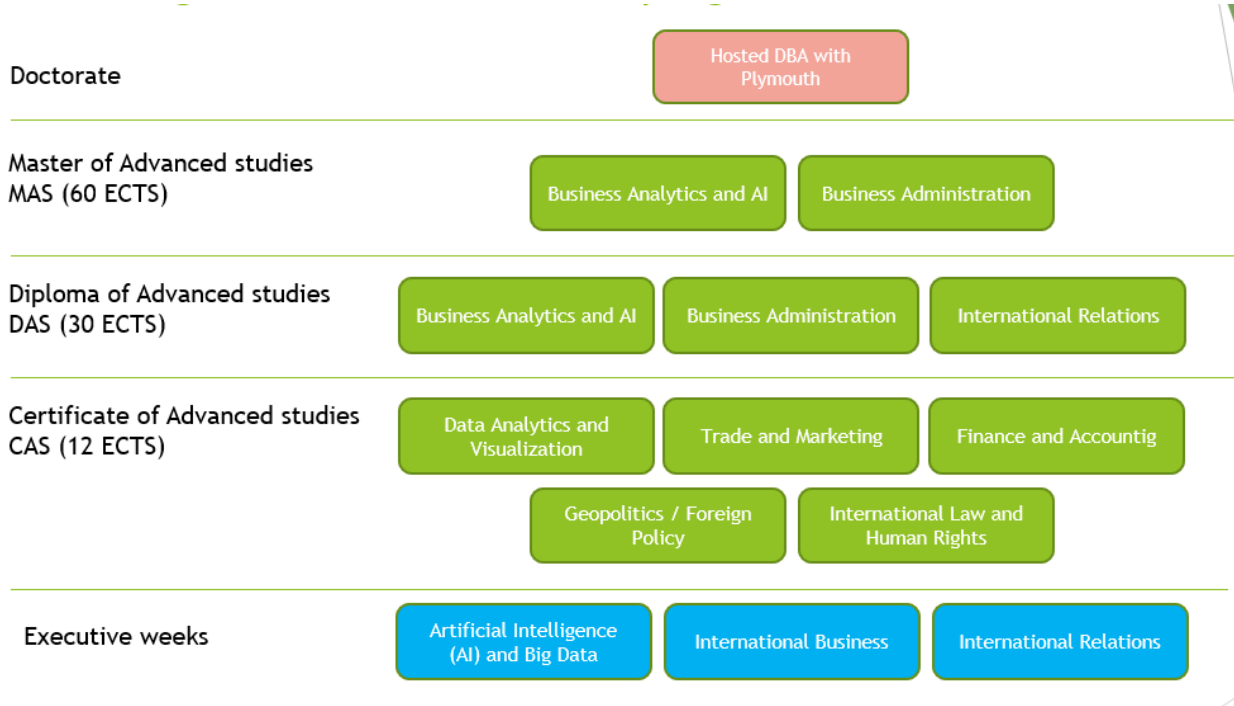 Doctorate
Hosted DBA with
Plymouth
Master of Advanced studies
MAS (60 ECTS)
Business Analytics and AI
Business Administration
Diploma of Advanced studies
DAS (30 ECTS)
Business Analytics and AI
Business Administration
International Relations
Certificate of Advanced studies
CAS (12 ECTS)
Data Analytics and
Visualization
Trade and Marketing
Finance and Accountig
Geopolitics / Foreign
Policy
International Law and
Human Rights
Executive weeks
Artificial Intelligence
(AI) and Big Data
International Business
International Relations